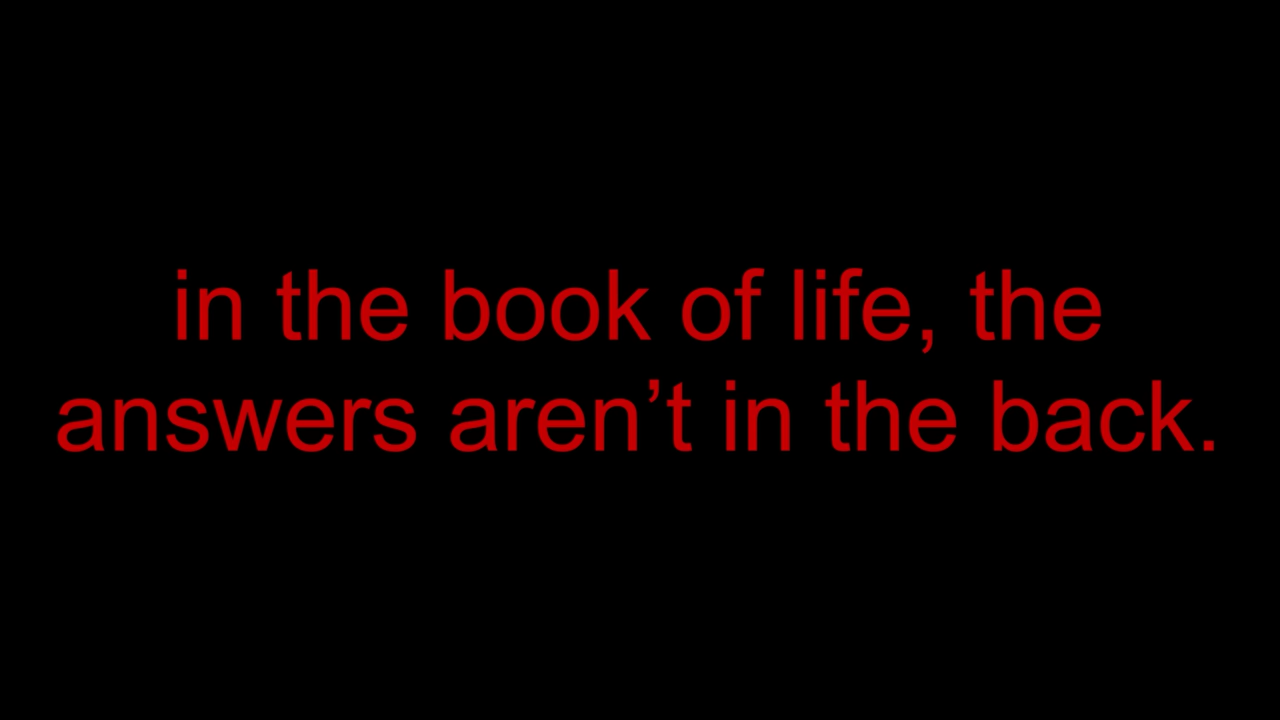 in the book of life, the
answers aren’t in the back.